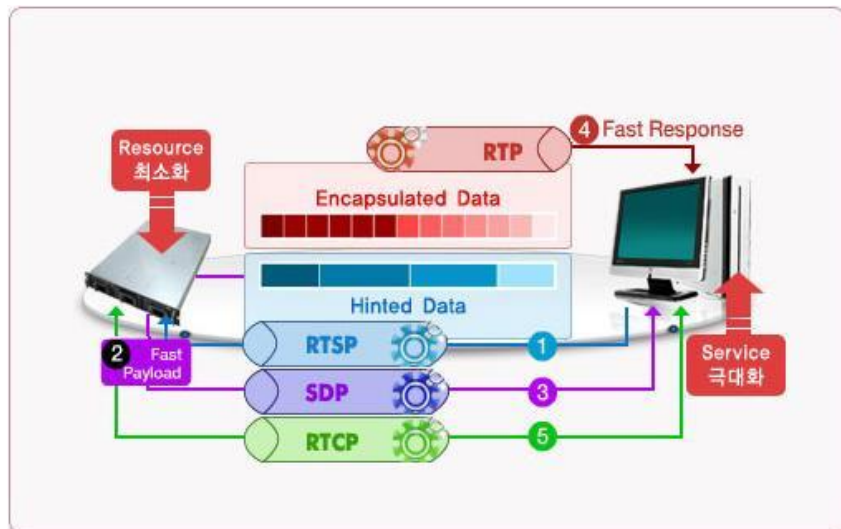 RTP
4 Fast Response
Resource
최소화
Encapsulated Data
Hinted Data
RTSP
1
2 Fast
Payload
SDP
3
RTCP
5
Service
극대화